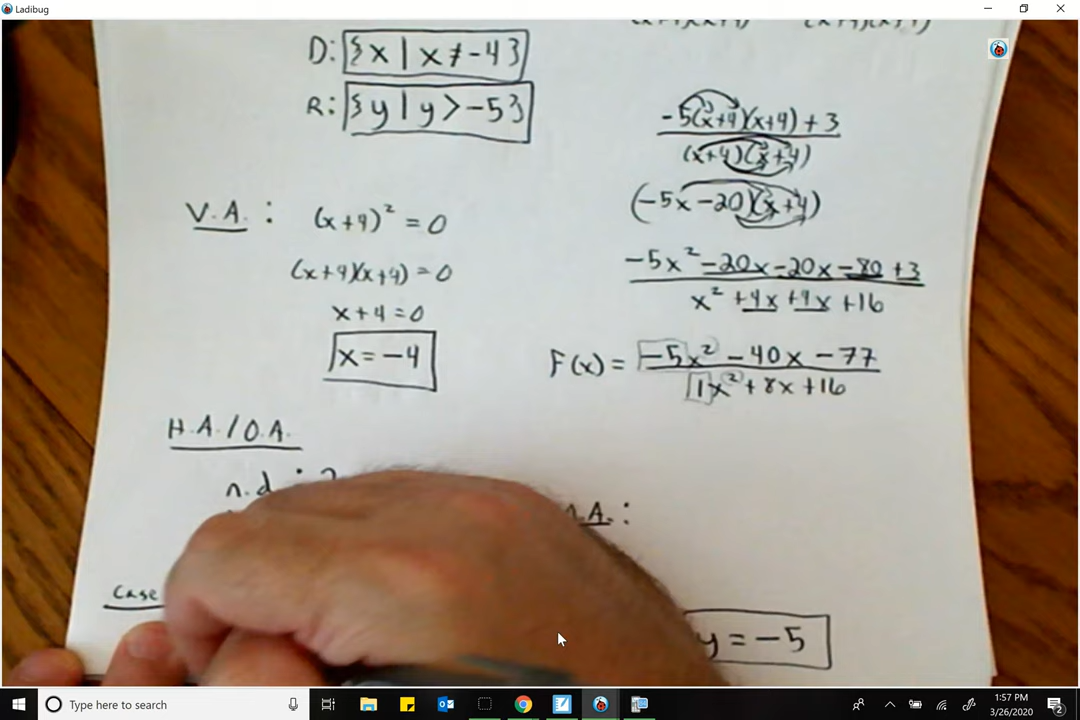 Ladibug
D: {x | x ≠ -4}
R: {y | y > -5}
-5(x+4)(x+4) + 3
(x+4)(x+4)
(-5x - 20)(x+4)
V.A. :
(x+4)² = 0
(x+4)(x+4) = 0
x + 4 = 0
x = -4
-5x² - 20x - 20x - 80 + 3
x² + 4x + 4x + 16
F(x) = -5x² - 40x - 77
1x² + 8x + 16
H.A. / O.A.
n.d. : 2
A. :
Case
y = -5
Type here to search
1:57 PM
3/26/2020
2